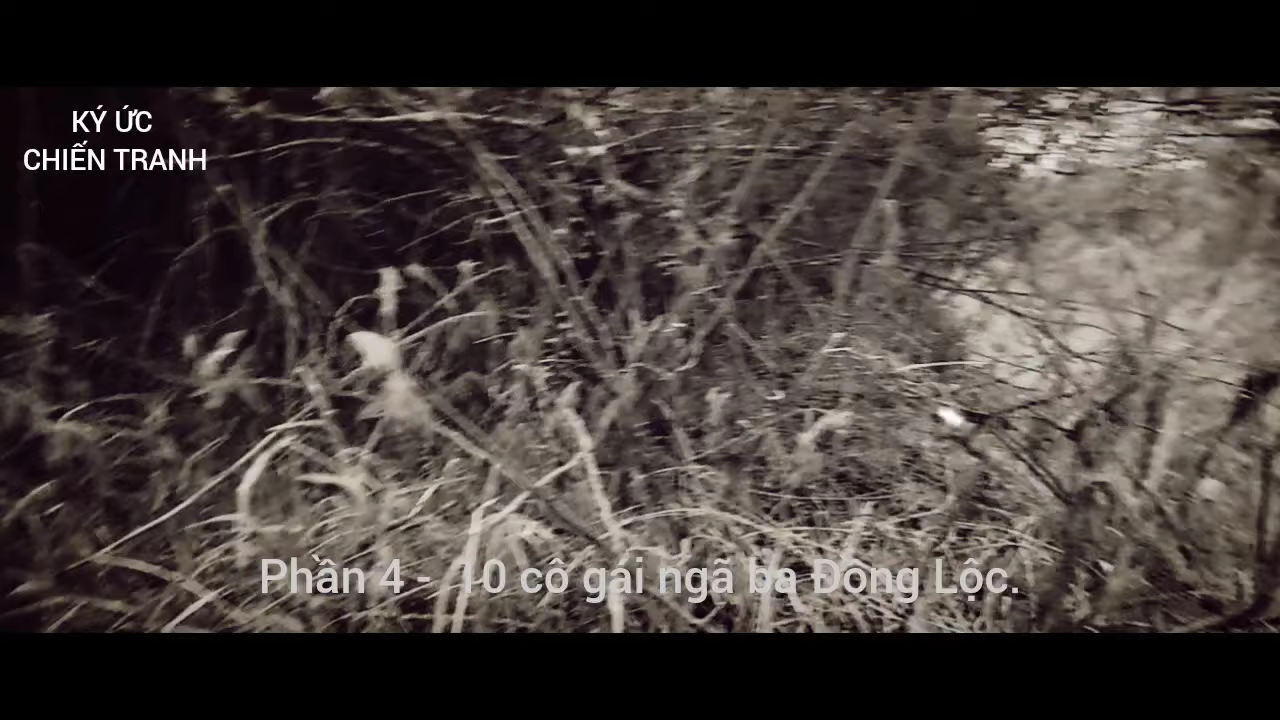 KÝ ỨC
CHIẾN TRANH
Phần 4 - 10 cô gái ngã ba Đồng Lộc.